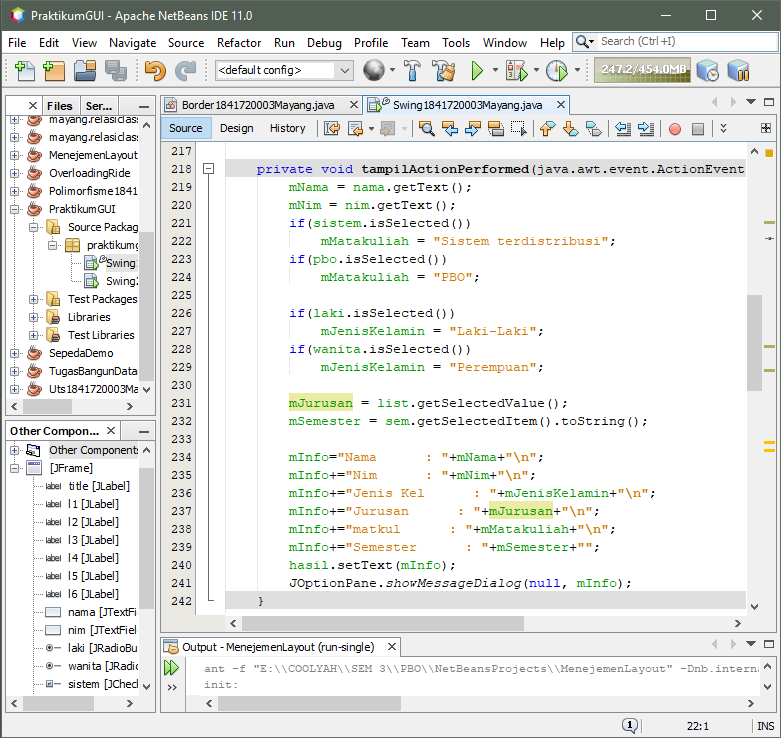 PraktikumGUI - Apache NetBeans IDE 11.0
File Edit View Navigate Source Refactor Run Debug Profile Team Tools Window Help Search (Ctrl+I)
<default config> 247.2/454.0MB
Files Ser...
mayang.relasiclass
mayang.relasiclass
MenejemenLayout
OverloadingRide
Polimorfisme1841
PraktikumGUI
Source Packag
praktikumg
Swing1
Swing2
Test Packages
Libraries
Test Libraries
SepedaDemo
TugasBangunData
Uts1841720003Ma
Other Compon...
Other Components
[JFrame]
title [JLabel]
l1 [JLabel]
l2 [JLabel]
l3 [JLabel]
l4 [JLabel]
l5 [JLabel]
l6 [JLabel]
nama [JTextFi
nim [JTextField
laki [JRadioBu
wanita [JRadio
sistem [JChec
Border1841720003Mayang.java Swing1841720003Mayang.java
Source Design History
217
218 private void tampilActionPerformed(java.awt.event.ActionEvent
219 mNama = nama.getText();
220 mNim = nim.getText();
221 if(sistem.isSelected())
222 mMatakuliah = "Sistem terdistribusi";
223 if(pbo.isSelected())
224 mMatakuliah = "PBO";
225
226 if(laki.isSelected())
227 mJenisKelamin = "Laki-Laki";
228 if(wanita.isSelected())
229 mJenisKelamin = "Perempuan";
230
231 mJurusan = list.getSelectedValue();
232 mSemester = sem.getSelectedItem().toString();
233
234 mInfo="Nama : "+mNama+"\n";
235 mInfo+="Nim : "+mNim+"\n";
236 mInfo+="Jenis Kel : "+mJenisKelamin+"\n";
237 mInfo+="Jurusan : "+mJurusan+"\n";
238 mInfo+="matkul : "+mMatakuliah+"\n";
239 mInfo+="Semester : "+mSemester+"";
240 hasil.setText(mInfo);
241 JOptionPane.showMessageDialog(null, mInfo);
242 }
Output - MenejemenLayout (run-single)
ant -f "E:\\COOLYAH\\SEM 3\\PBO\\NetBeansProjects\\MenejemenLayout" -Dnb.intern
init:
1 22:1 INS